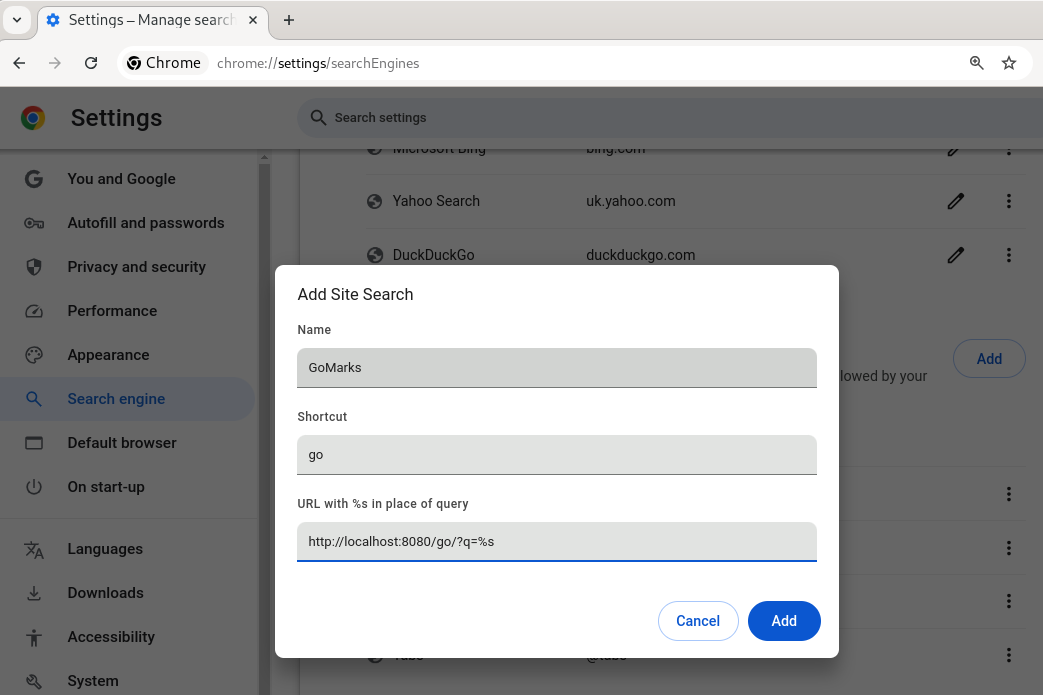 Settings – Manage search
Chrome
chrome://settings/searchEngines
Settings
Search settings
You and Google
Autofill and passwords
Privacy and security
Performance
Appearance
Search engine
Default browser
On start-up
Languages
Downloads
Accessibility
System
Microsoft Bing bing.com
Yahoo Search uk.yahoo.com
DuckDuckGo duckduckgo.com
Add
lowed by your
Add Site Search
Name
GoMarks
Shortcut
go
URL with %s in place of query
http://localhost:8080/go/?q=%s
Cancel Add